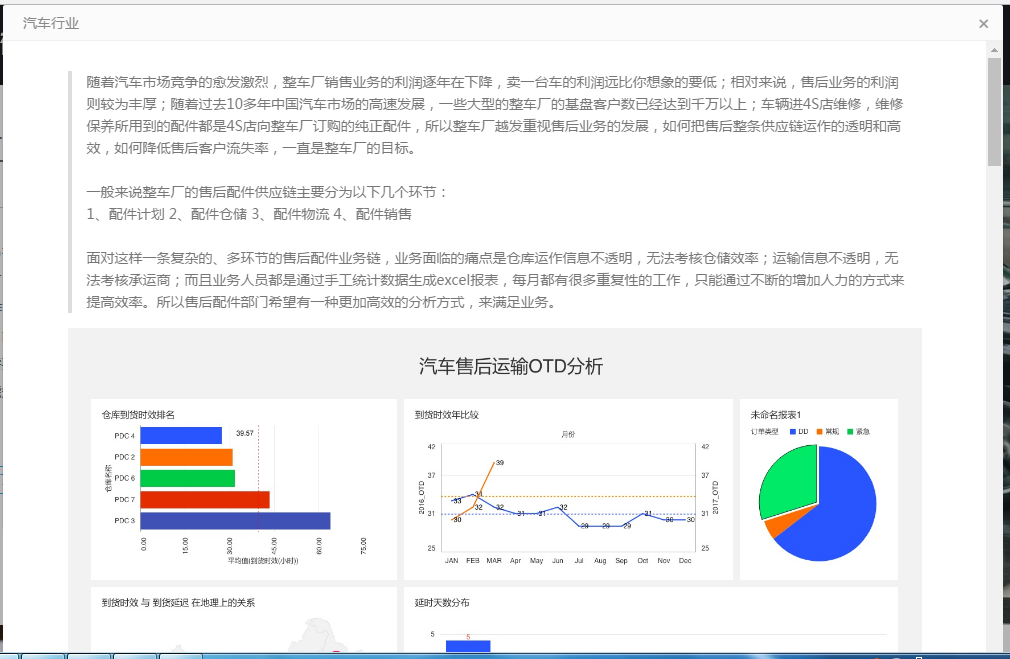 汽车行业
×
随着汽车市场竞争的愈发激烈，整车厂销售业务的利润逐年在下降，卖一台车的利润远比你想象的要低；相对来说，售后业务的利润
则较为丰厚；随着过去10多年中国汽车市场的高速发展，一些大型的整车厂的基盘客户数已经达到千万以上；车辆进4S店维修，维修
保养所用到的配件都是4S店向整车厂订购的纯正配件，所以整车厂越发重视售后业务的发展，如何把售后整条供应链运作的透明和高
效，如何降低售后客户流失率，一直是整车厂的目标。
一般来说整车厂的售后配件供应链主要分为以下几个环节：
1、配件计划 2、配件仓储 3、配件物流 4、配件销售
面对这样一条复杂的、多环节的售后配件业务链，业务面临的痛点是仓库运作信息不透明，无法考核仓储效率；运输信息不透明，无
法考核承运商；而且业务人员都是通过手工统计数据生成excel报表，每月都有很多重复性的工作，只能通过不断的增加人力的方式来
提高效率。所以售后配件部门希望有一种更加高效的分析方式，来满足业务。
汽车售后运输OTD分析
仓库到货时效排名
仓库名称
PDC 4
39.57
PDC 2
PDC 6
PDC 7
PDC 3
0.00 15.00 30.00 45.00 60.00 75.00
平均值(到货时效(小时))
到货时效年比较
月份
42 37 31 25
2016_OTD
33 34 32 31 31 32 29 29 29 31 30 30
30 32 39
42 37 31 25
2017_OTD
JAN FEB MAR Apr May Jun Jul Aug Sep Oct Nov Dec
未命名报表1
订单类型 DD 常规 紧急
到货时效 与 到货延迟 在地理上的关系
延时天数分布
5
5